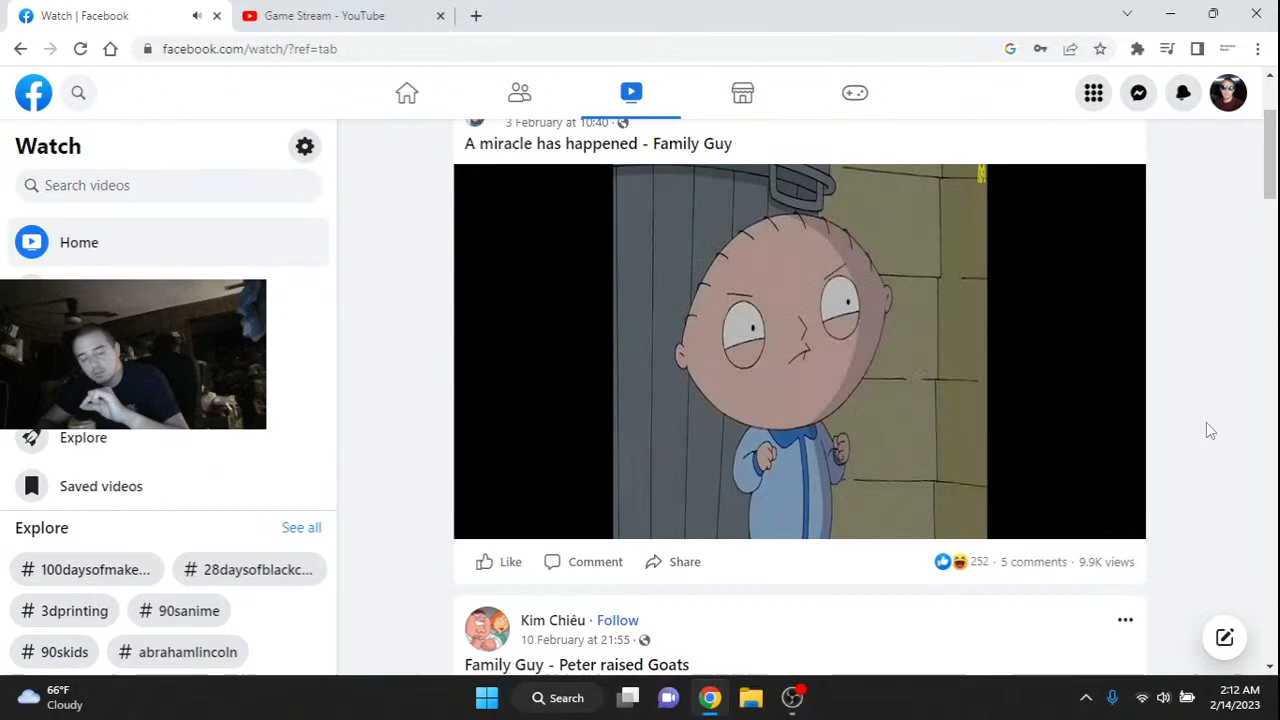 Watch | Facebook
Game Stream - YouTube
facebook.com/watch/?ref=tab
3 February at 10:40
Watch
A miracle has happened - Family Guy
Search videos
Home
Explore
Saved videos
Explore
See all
# 100daysofmake...
# 28daysofblackc...
# 3dprinting
# 90sanime
# 90skids
# abrahamlincoln
Like
Comment
Share
252 · 5 comments · 9.9K views
Kim Chiêu · Follow
10 February at 21:55
Family Guy - Peter raised Goats
66°F
Cloudy
Search
2:12 AM
2/14/2023